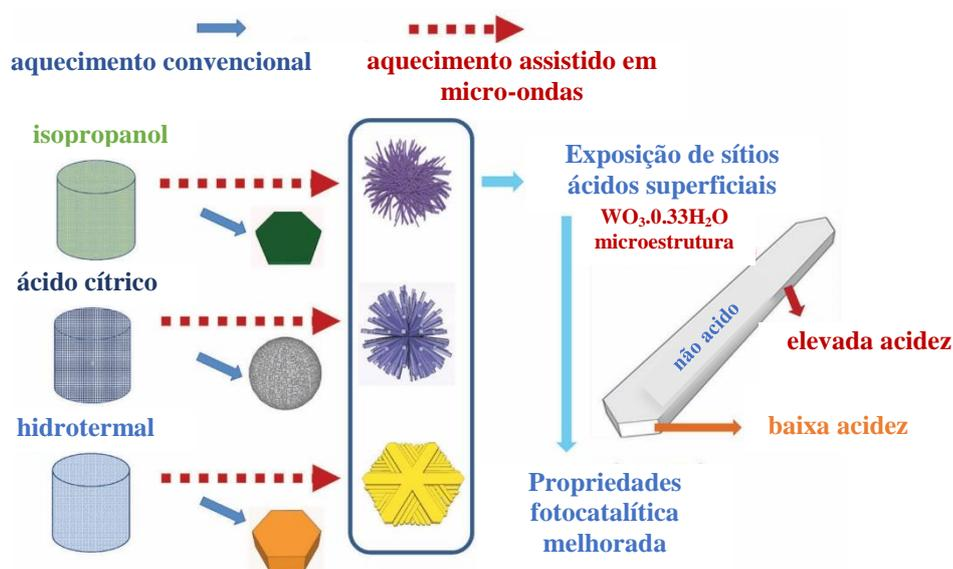 aquecimento convencional
aquecimento assistido em
micro-ondas
isopropanol
Exposição de sítios
ácidos superficiais
WO₃.0.33H₂O
microestrutura
ácido cítrico
não acido
elevada acidez
hidrotermal
baixa acidez
Propriedades
fotocatalítica
melhorada